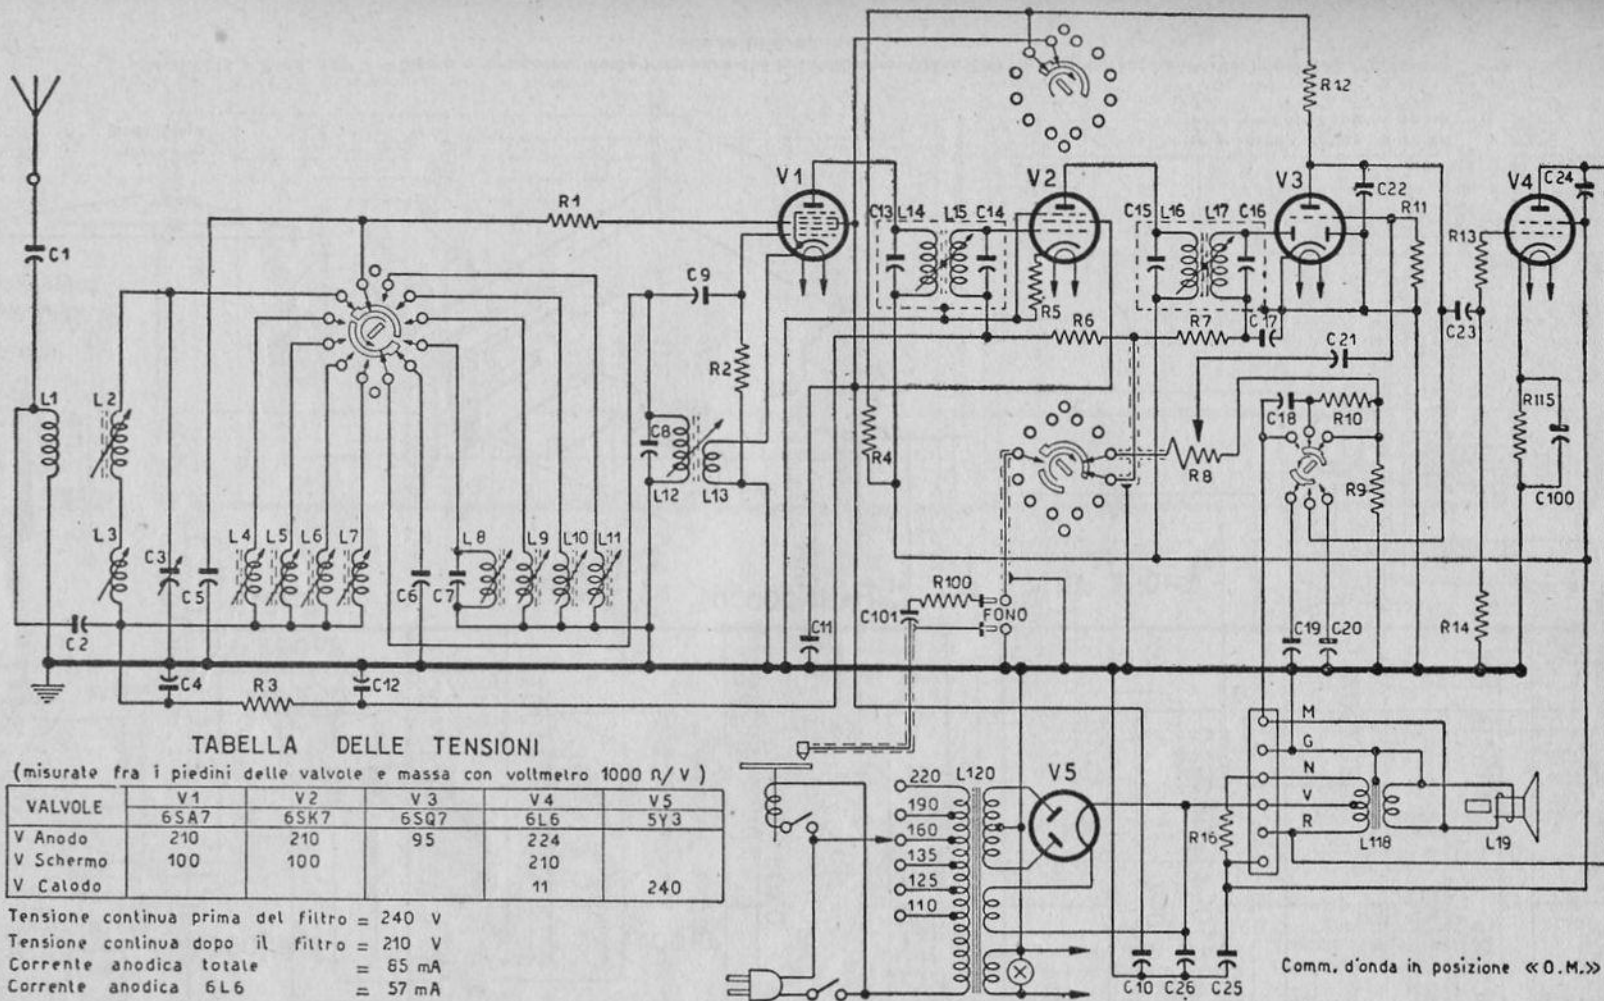 R12
V1
V2
V3
V4
C24
C22
R11
R1
C13 L14 L15 C14
C15 L16 L17 C16
R13
C1
C9
R5
R6
R7
C17
C21
C23
R2
L1
L2
C8
R4
R8
C18
R10
R9
R115
C100
L12
L13
L3
C3
C5
L4
L5
L6
L7
C6
C7
L8
L9
L10
L11
R100
FONO
C101
C11
C2
C19
C20
R14
C4
R3
C12
M
G
N
V
R
R16
L118
L19
TABELLA DELLE TENSIONI
(misurate fra i piedini delle valvole e massa con voltmetro 1000 Ω/V)
VALVOLE V1 V2 V3 V4 V5
6SA7 6SK7 6SQ7 6L6 5Y3
V Anodo 210 210 95 224
V Schermo 100 100 210
V Catodo 11 240
Tensione continua prima del filtro = 240 V
Tensione continua dopo il filtro = 210 V
Corrente anodica totale = 85 mA
Corrente anodica 6L6 = 57 mA
220
190
160
135
125
110
L120
V5
C10
C26
C25
Comm. d'onda in posizione «O.M.»